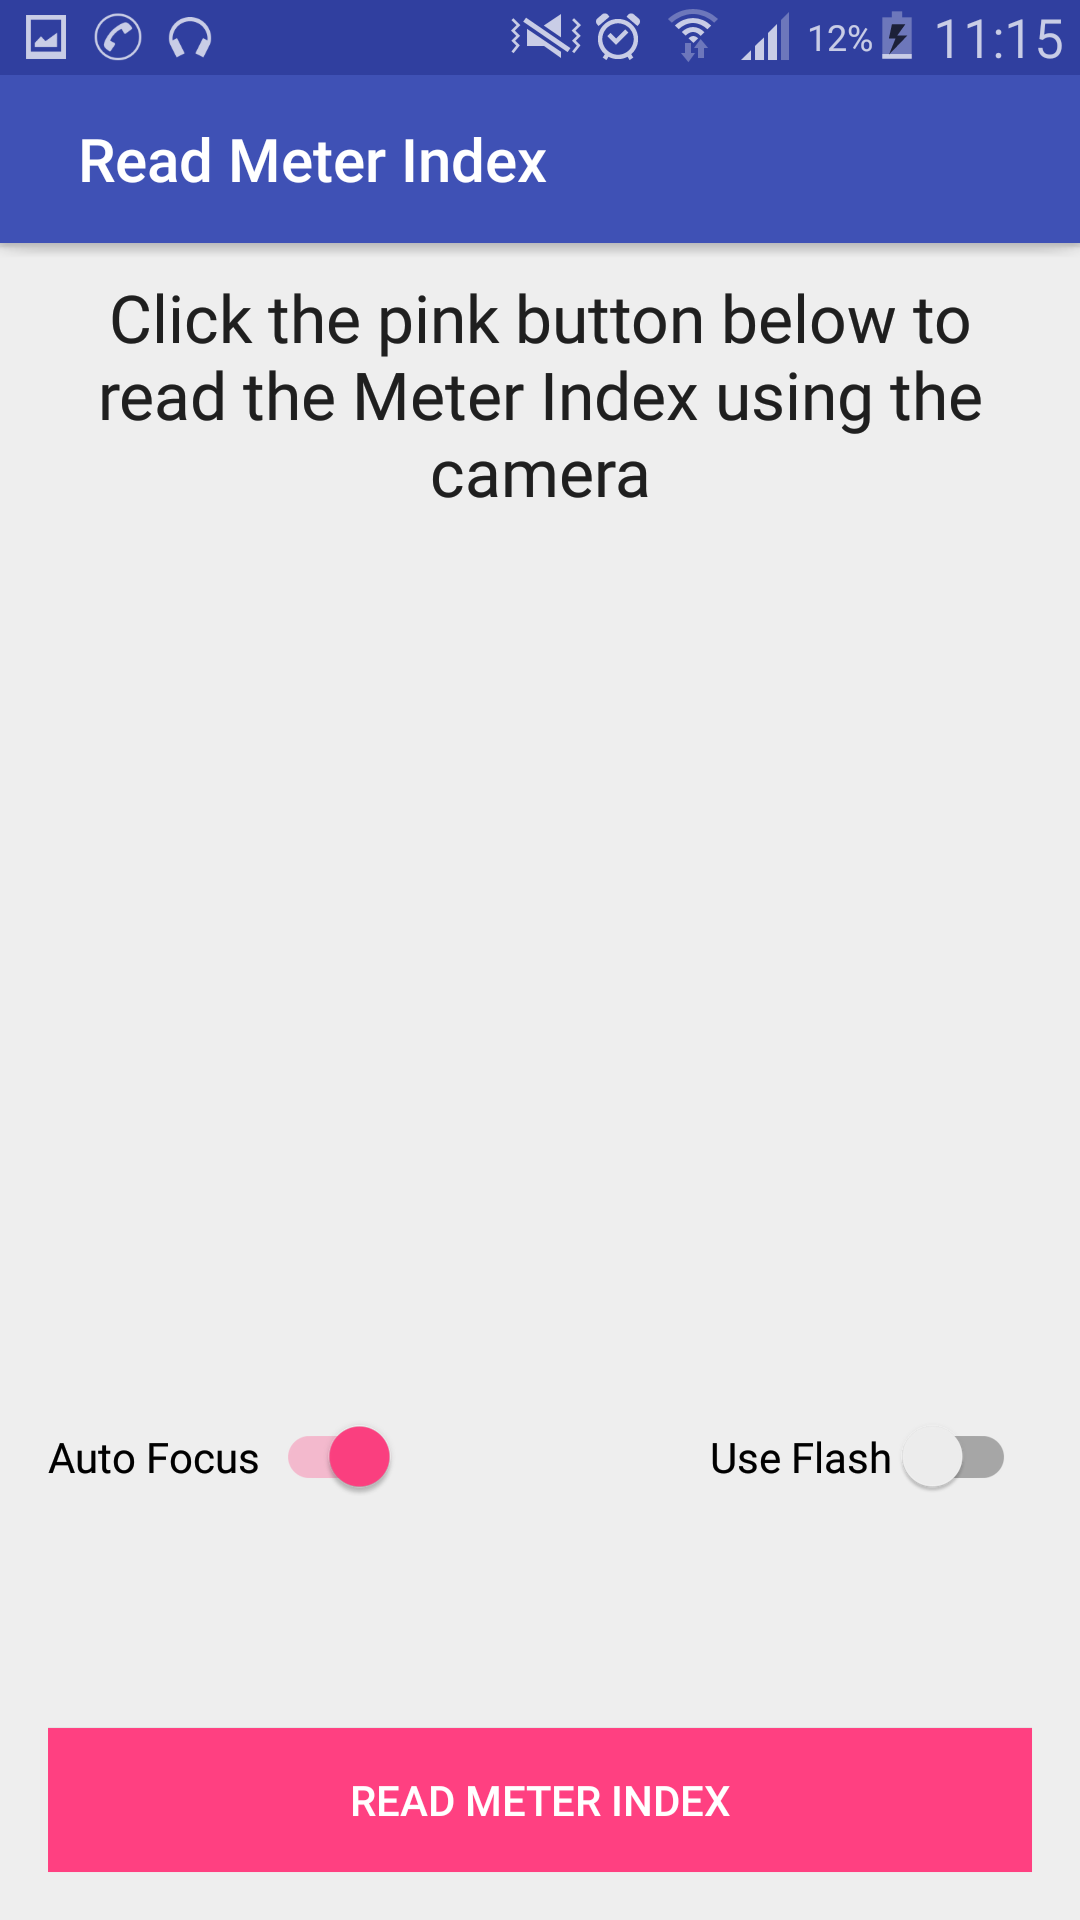 12% 11:15
Read Meter Index
Click the pink button below to
read the Meter Index using the
camera
Auto Focus Use Flash
READ METER INDEX